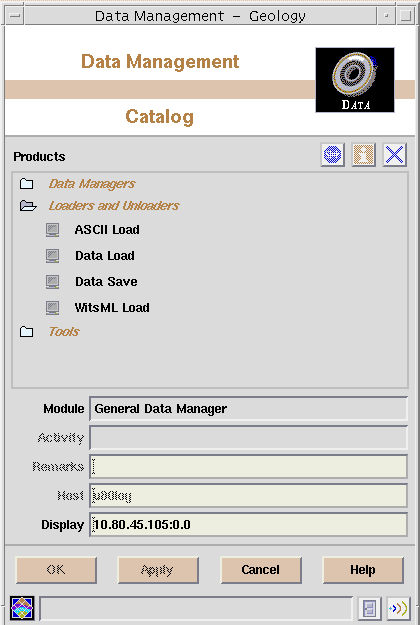 Data Management - Geology
Data Management
Catalog
DATA
Products
Data Managers
Loaders and Unloaders
ASCII Load
Data Load
Data Save
WitsML Load
Tools
Module General Data Manager
Activity
Remarks
Host u80log
Display 10.80.45.105:0.0
OK Apply Cancel Help